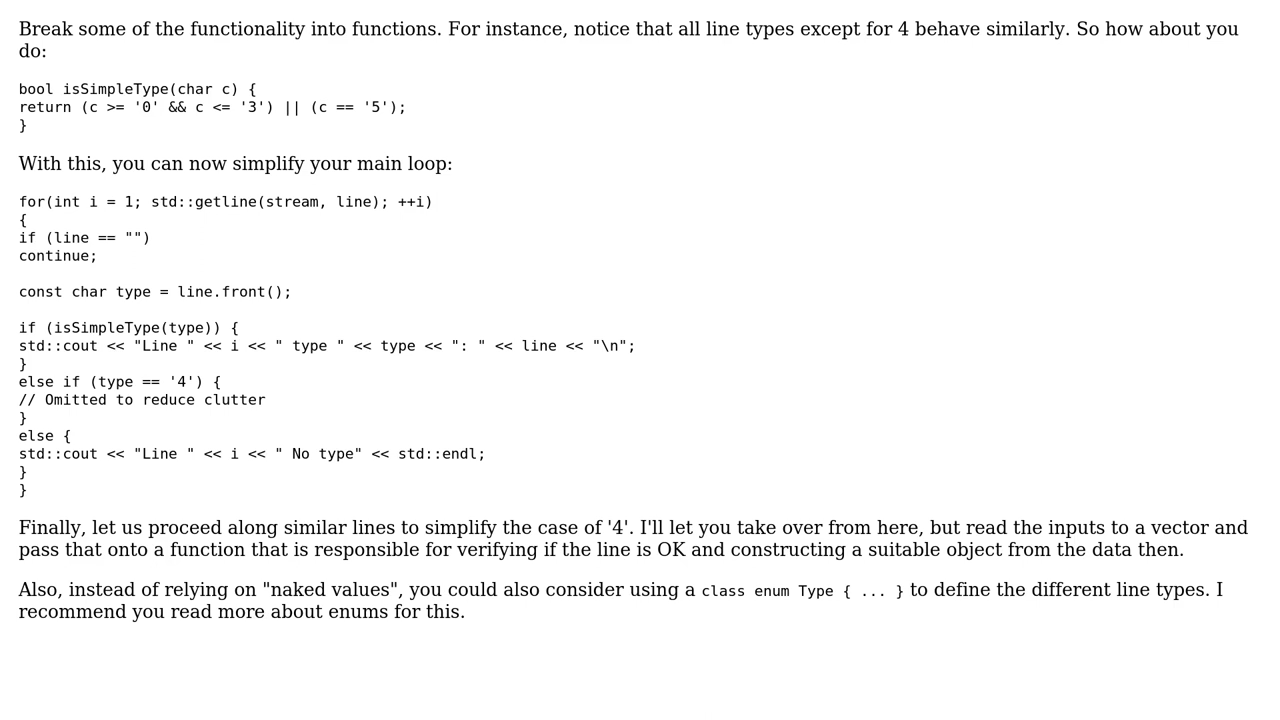 Break some of the functionality into functions. For instance, notice that all line types except for 4 behave similarly. So how about you
do:
bool isSimpleType(char c) {
return (c >= '0' && c <= '3') || (c == '5');
}
With this, you can now simplify your main loop:
for(int i = 1; std::getline(stream, line); ++i)
{
if (line == "")
continue;
const char type = line.front();
if (isSimpleType(type)) {
std::cout << "Line " << i << " type " << type << ": " << line << "\n";
}
else if (type == '4') {
// Omitted to reduce clutter
}
else {
std::cout << "Line " << i << " No type" << std::endl;
}
}
Finally, let us proceed along similar lines to simplify the case of '4'. I'll let you take over from here, but read the inputs to a vector and
pass that onto a function that is responsible for verifying if the line is OK and constructing a suitable object from the data then.
Also, instead of relying on "naked values", you could also consider using a class enum Type { ... } to define the different line types. I
recommend you read more about enums for this.